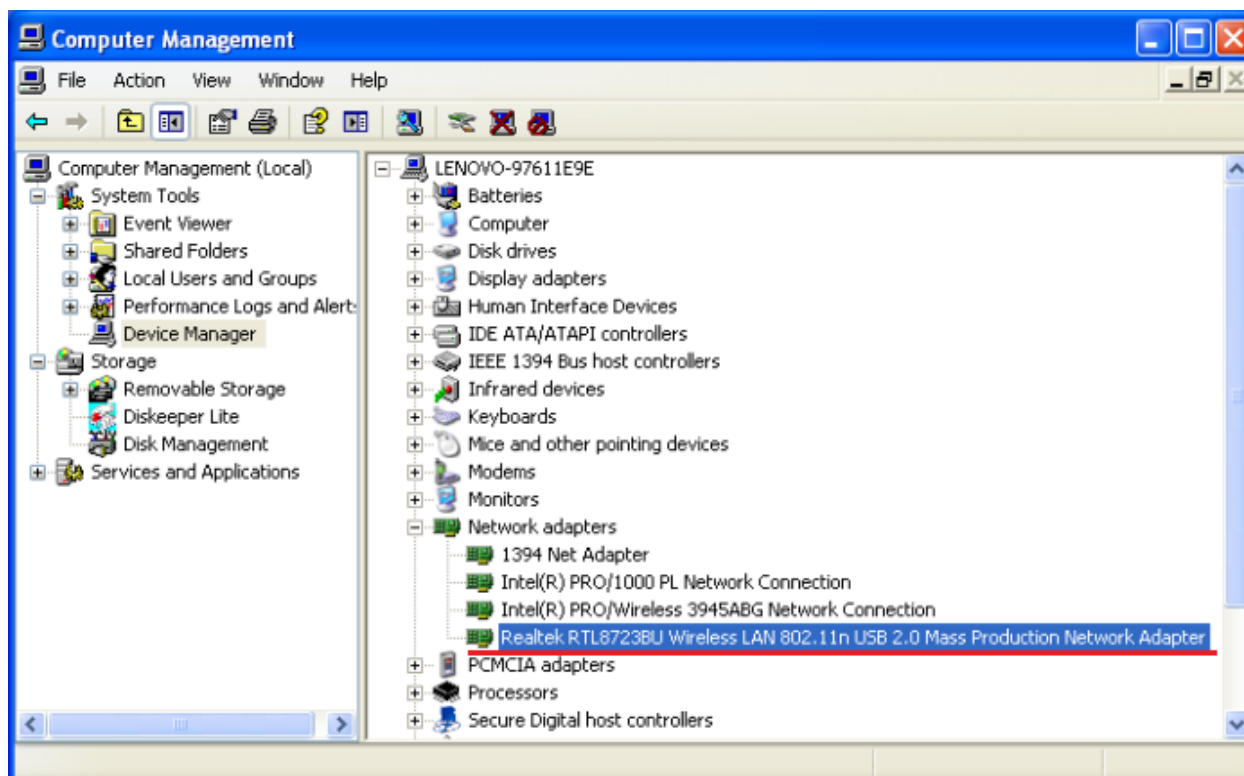 Computer Management
File Action View Window Help
Computer Management (Local)
System Tools
Event Viewer
Shared Folders
Local Users and Groups
Performance Logs and Alert:
Device Manager
Storage
Removable Storage
Diskeeper Lite
Disk Management
Services and Applications
LENOVO-97611E9E
Batteries
Computer
Disk drives
Display adapters
Human Interface Devices
IDE ATA/ATAPI controllers
IEEE 1394 Bus host controllers
Infrared devices
Keyboards
Mice and other pointing devices
Modems
Monitors
Network adapters
1394 Net Adapter
Intel(R) PRO/1000 PL Network Connection
Intel(R) PRO/Wireless 3945ABG Network Connection
Realtek RTL8723BU Wireless LAN 802.11n USB 2.0 Mass Production Network Adapter
PCMCIA adapters
Processors
Secure Digital host controllers